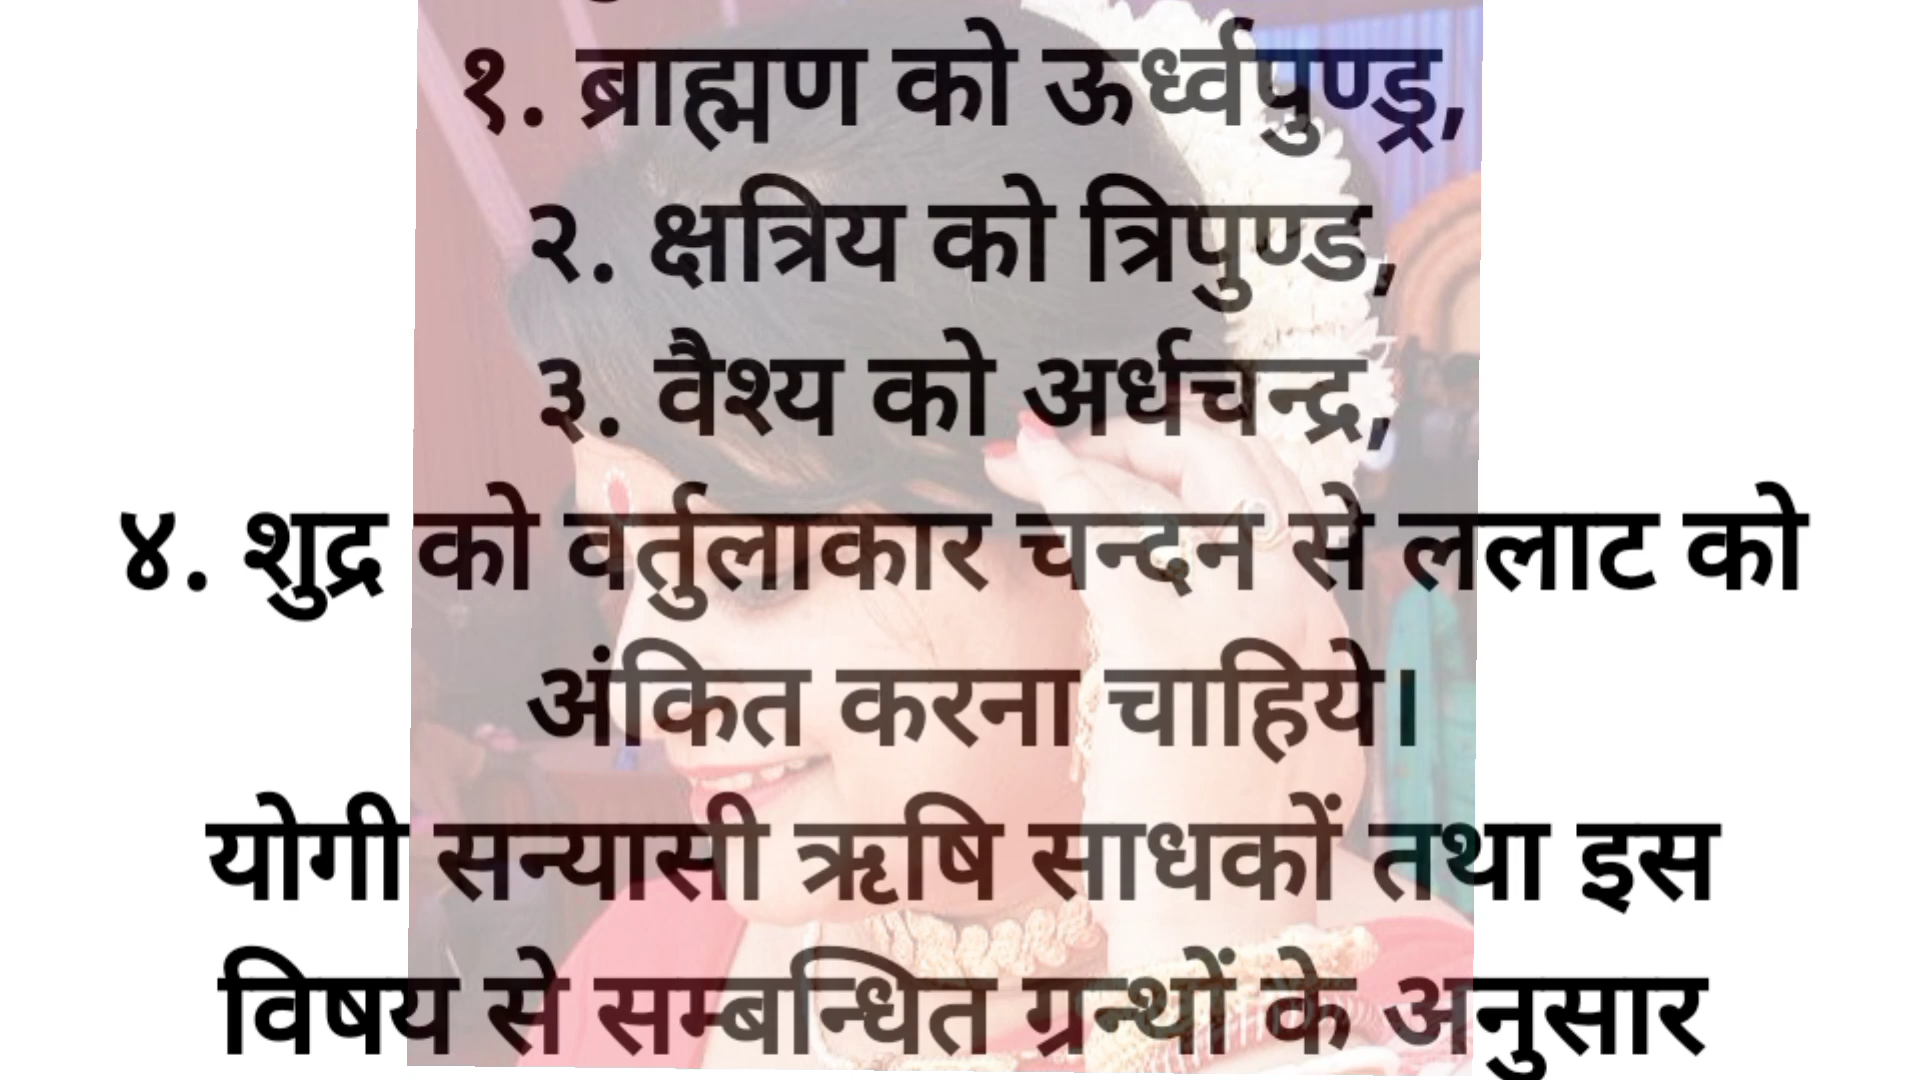 १. ब्राह्मण को ऊर्ध्वपुण्ड्र,
२. क्षत्रिय को त्रिपुण्ड,
३. वैश्य को अर्धचन्द्र,
४. शुद्र को वर्तुलाकार चन्दन से ललाट को
अंकित करना चाहिये।
योगी सन्यासी ऋषि साधकों तथा इस
विषय से सम्बन्धित ग्रन्थों के अनुसार